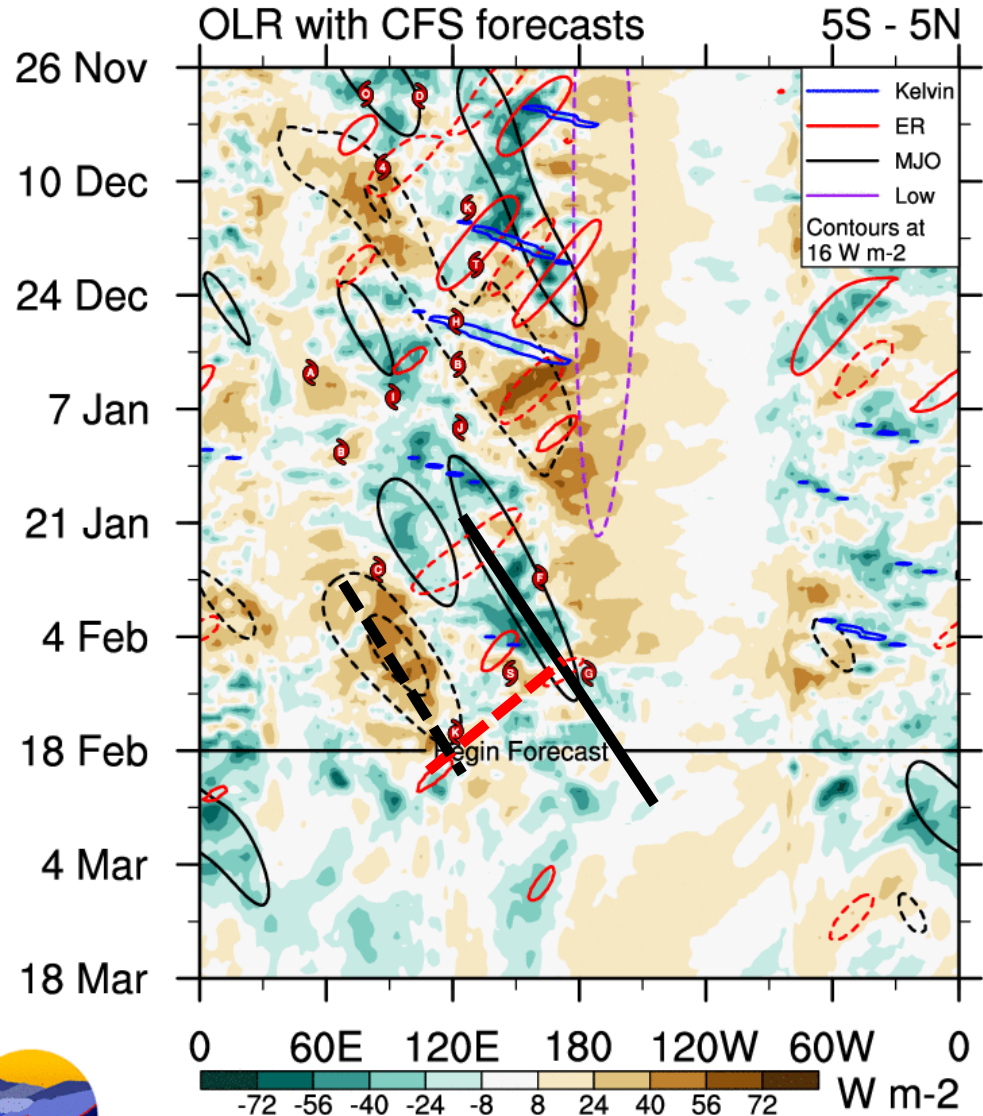 OLR with CFS forecasts 5S - 5N
26 Nov
10 Dec
24 Dec
7 Jan
21 Jan
4 Feb
18 Feb
4 Mar
18 Mar
Kelvin
ER
MJO
Low
Contours at
16 W m-2
O
D
4
K
T
H
B
A
I
J
B
C
F
S
G
K
Begin Forecast
0 60E 120E 180 120W 60W 0
-72 -56 -40 -24 -8 8 24 40 56 72 W m-2